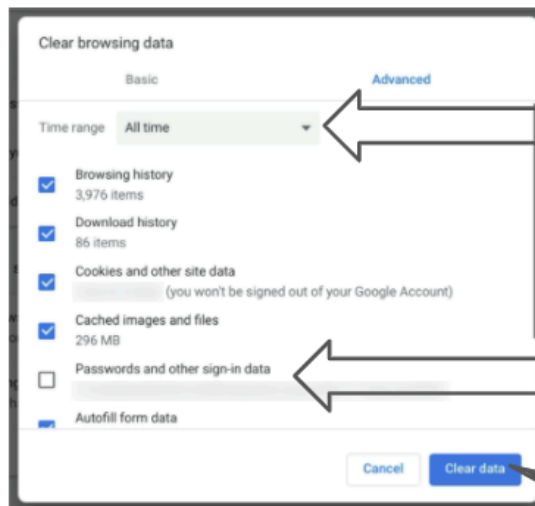 Clear browsing data
Basic
Advanced
Time range
All time
Browsing history
3,976 items
Download history
86 items
Cookies and other site data
(you won't be signed out of your Google Account)
Cached images and files
296 MB
Passwords and other sign-in data
Autofill form data
Cancel
Clear data